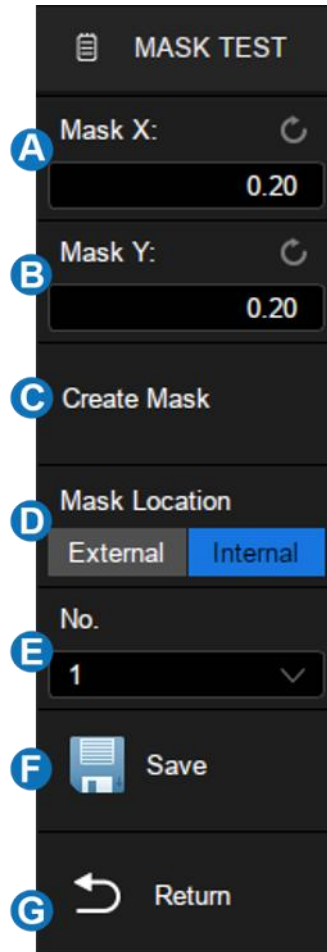 MASK TEST
A
Mask X:
0.20
B
Mask Y:
0.20
C
Create Mask
D
Mask Location
External Internal
E
No.
1
F
Save
G
Return